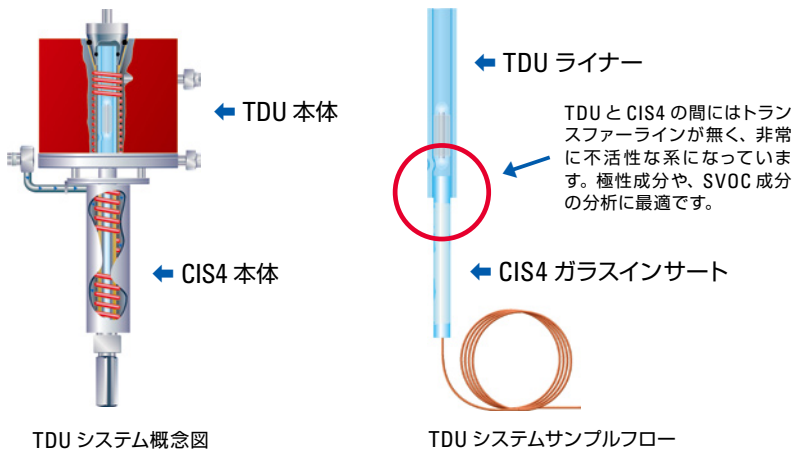 TDU 本体
CIS4 本体
TDU システム概念図
TDU ライナー
TDU と CIS4 の間にはトラン
スファーラインが無く、非常
に不活性な系になっていま
す。極性成分や、SVOC 成分
の分析に最適です。
CIS4 ガラスインサート
TDU システムサンプルフロー